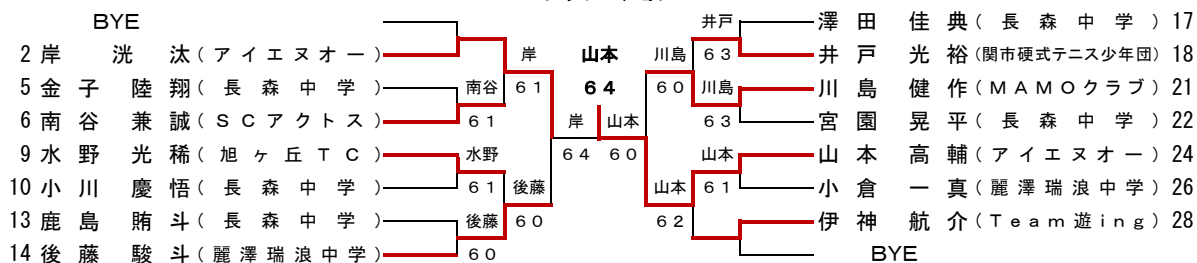 BYE
2 岸 洸 汰 ( アイエヌオー )
5 金 子 陸 翔 ( 長 森 中 学 )
6 南 谷 兼 誠 ( SCアクトス )
9 水 野 光 稀 ( 旭ヶ丘TC )
10 小 川 慶 悟 ( 長 森 中 学 )
13 鹿 島 賄 斗 ( 長 森 中 学 )
14 後 藤 駿 斗 ( 麗澤瑞浪中学 )
南谷
61
水野
61
後藤
60
岸
61
後藤
60
岸
64
山本
64
山本
60
川島
60
山本
62
井戸
63
川島
63
山本
61
澤 田 佳 典 ( 長 森 中 学 ) 17
井 戸 光 裕 (関市硬式テニス少年団) 18
川 島 健 作 ( MAMOクラブ ) 21
宮 園 晃 平 ( 長 森 中 学 ) 22
山 本 高 輔 ( アイエヌオー ) 24
小 倉 一 真 ( 麗澤瑞浪中学 ) 26
伊 神 航 介 ( Team遊ing ) 28
BYE